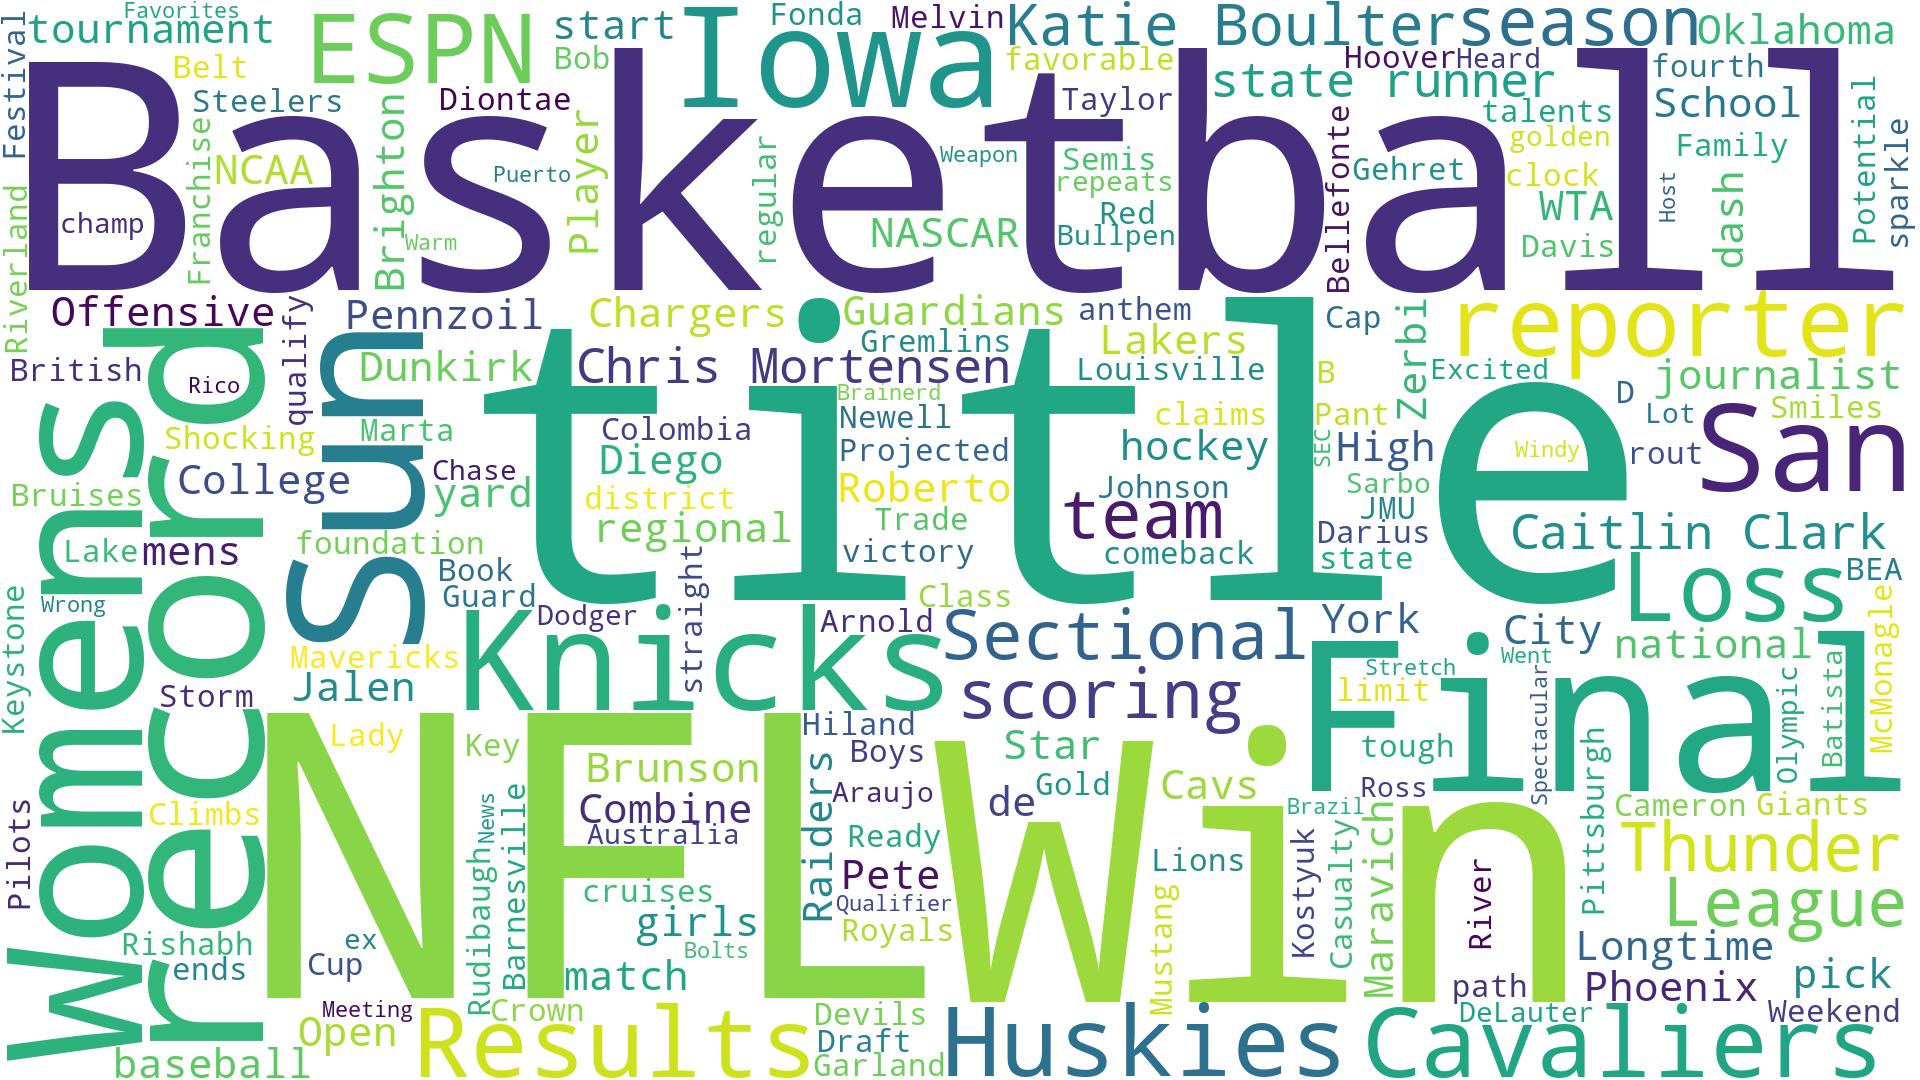 Favorites
tournament
Festival
ESPN
start
Fonda
Melvin
Iowa
Katie Boulter
season
Oklahoma
Belt
Bob
favorable
Hoover
Heard
fourth
Steelers
Diontae
Taylor
state runner
talents
School
Basketball
Franchise
NCAA
Brighton
Player
Puerto
Weapon
regular
Semis
repeats
Bellefonte
Gehret
golden
clock
Family
Potential
sparkle
champ
Warm
NASCAR
Red
Bullpen
WTA
Davis
Host
dash
Riverland
Offensive
qualify
Pennzoil
Chargers
Guardians
anthem
Cap
Zerbi
reporter
British
Rico
Dunkirk
Chris Mortensen
Gremlins
Lakers
Louisville
B
Excited
journalist
Brainerd
D
Lot
Smiles
Womens
record
Sun
title
Shocking
Marta
Colombia
Newell
claims
Pant
San
College
Chase
Diego
Projected
hockey
SEC
High
Windy
rout
Bruises
yard
district
Roberto
Johnson
Sarbo
JMU
regional
Trade
team
Darius
Caitlin Clark
Lake
mens
foundation
victory
comeback
state
Book
straight
Loss
BEA
Keystone
Wrong
Guard
Class
Dodger
Arnold
York
City
national
McMonagle
Knicks
Sectional
Mavericks
Went
Stretch
Storm
Jalen
scoring
limit
Final
Spectacular
Olympic
Batista
Lady
Key
Hiland
Boys
Star
tough
Pittsburgh
NFL
Win
Brunson
Raiders
Araujo
Gold
de
Cavs
Ross
Brazil
Cameron
Giants
Pilots
Climbs
News
Barnesville
Combine
Australia
Ready
Lions
Kostyuk
Casualty
Maravich
Thunder
Rudibaugh
cruises
Pete
Qualifier
Mustang
River
League
Rishabh
ex
girls
Royals
Longtime
ends
Cup
Bolts
match
path
Phoenix
pick
Meeting
Crown
Devils
DeLauter
Weekend
Open
Results
Draft
Huskies
Cavaliers
baseball
Garland